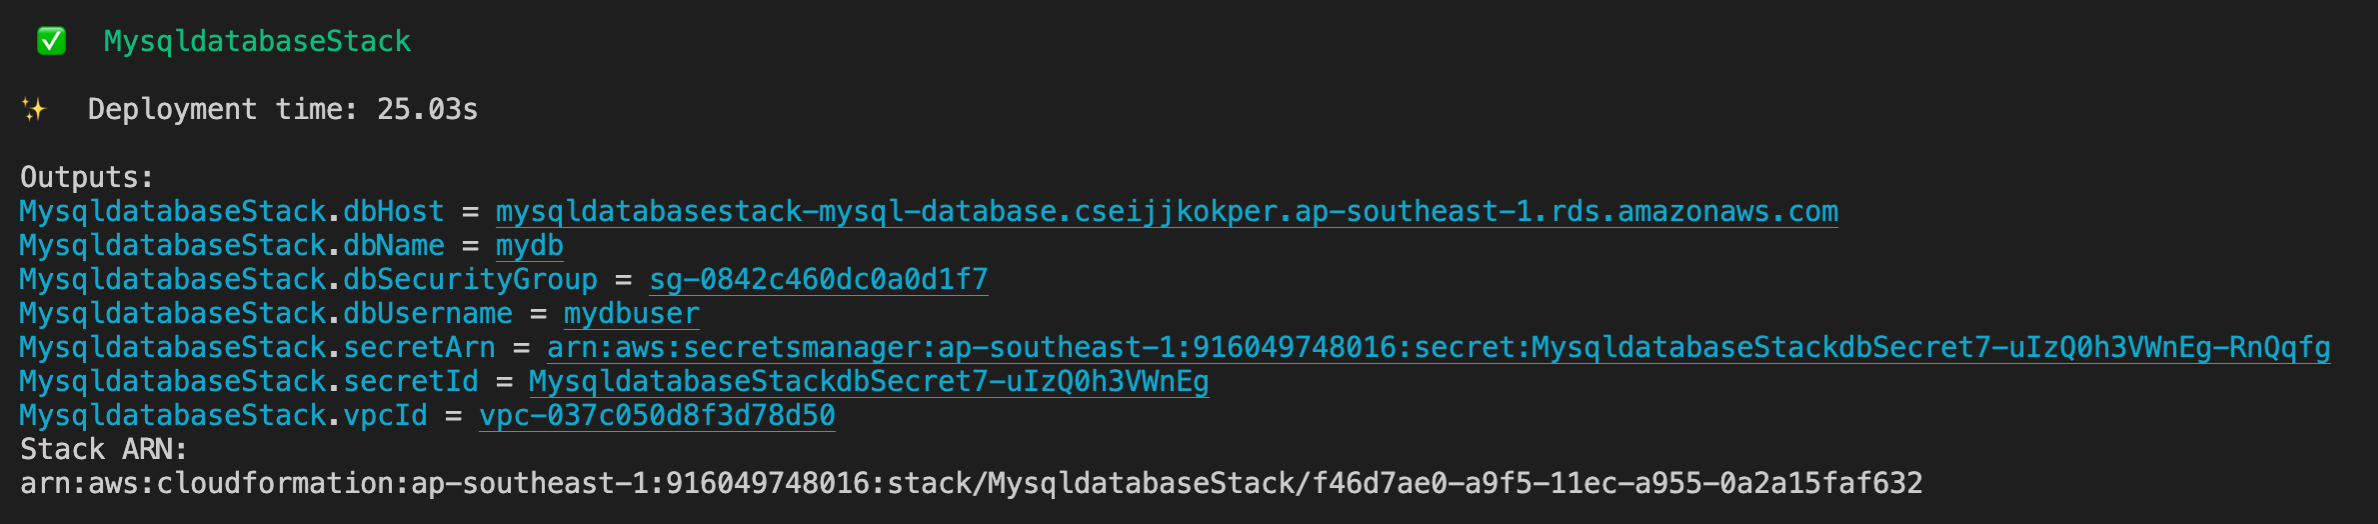 ✅  MysqldatabaseStack
✨  Deployment time: 25.03s
Outputs:
MysqldatabaseStack.dbHost = mysqldatabasestack-mysql-database.cseijjkokper.ap-southeast-1.rds.amazonaws.com
MysqldatabaseStack.dbName = mydb
MysqldatabaseStack.dbSecurityGroup = sg-0842c460dc0a0d1f7
MysqldatabaseStack.dbUsername = mydbuser
MysqldatabaseStack.secretArn = arn:aws:secretsmanager:ap-southeast-1:916049748016:secret:MysqldatabaseStackdbSecret7-uIzQ0h3VWnEg-RnQqfg
MysqldatabaseStack.secretId = MysqldatabaseStackdbSecret7-uIzQ0h3VWnEg
MysqldatabaseStack.vpcId = vpc-037c050d8f3d78d50
Stack ARN:
arn:aws:cloudformation:ap-southeast-1:916049748016:stack/MysqldatabaseStack/f46d7ae0-a9f5-11ec-a955-0a2a15faf632